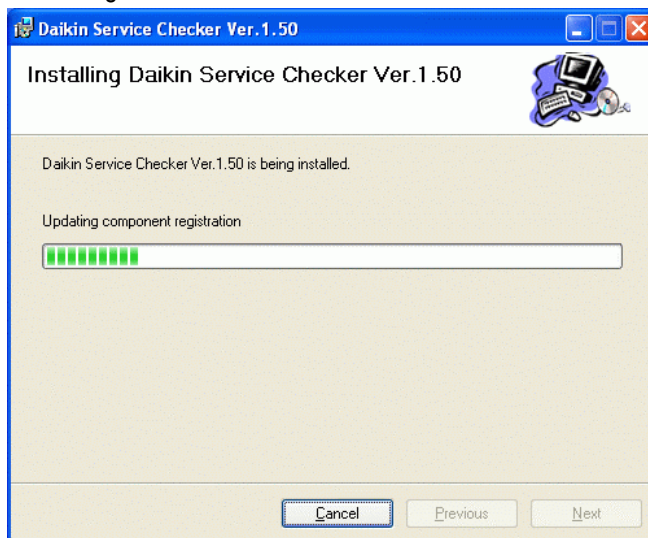 Daikin Service Checker Ver.1.50
Installing Daikin Service Checker Ver.1.50
Daikin Service Checker Ver.1.50 is being installed.
Updating component registration
Cancel
Previous
Next